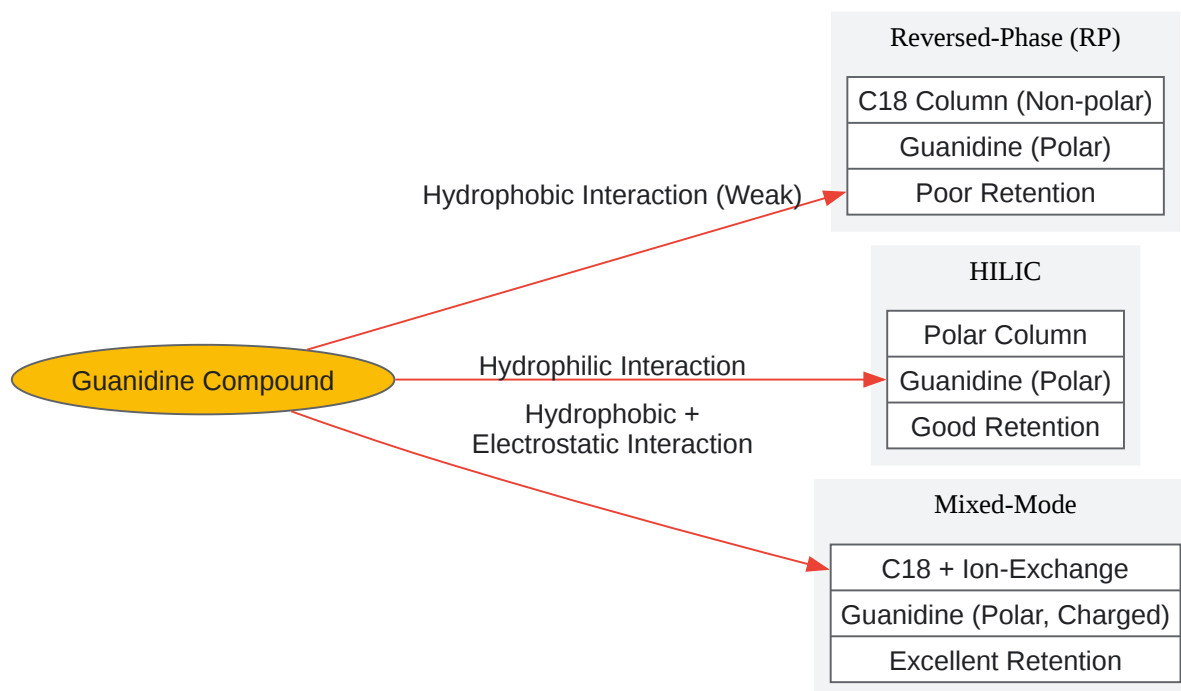 Reversed-Phase (RP)
C18 Column (Non-polar)
Guanidine (Polar)
Poor Retention
Hydrophobic Interaction (Weak)
HILIC
Polar Column
Guanidine (Polar)
Good Retention
Hydrophilic Interaction
Guanidine Compound
Hydrophobic +
Electrostatic Interaction
Mixed-Mode
C18 + Ion-Exchange
Guanidine (Polar, Charged)
Excellent Retention